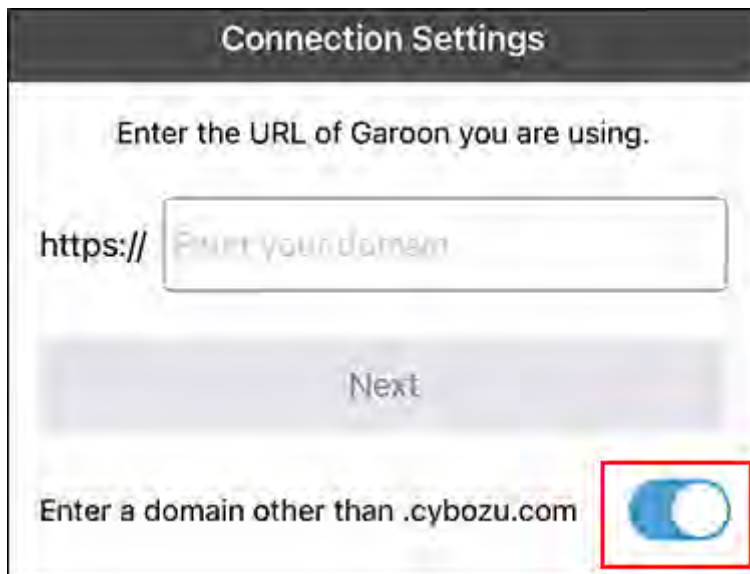 Connection Settings
Enter the URL of Garoon you are using.
https:// Enter your domain
Next
Enter a domain other than .cybozu.com